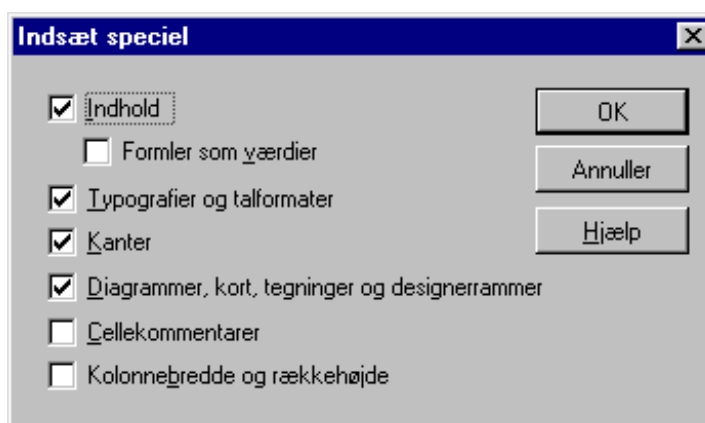 Indsæt speciel
Indhold
Formler som værdier
Typografier og talformater
Kanter
Diagrammer, kort, tegninger og designerrammer
Cellekommentarer
Kolonnebredde og rækkehøjde
OK
Annuller
Hjælp